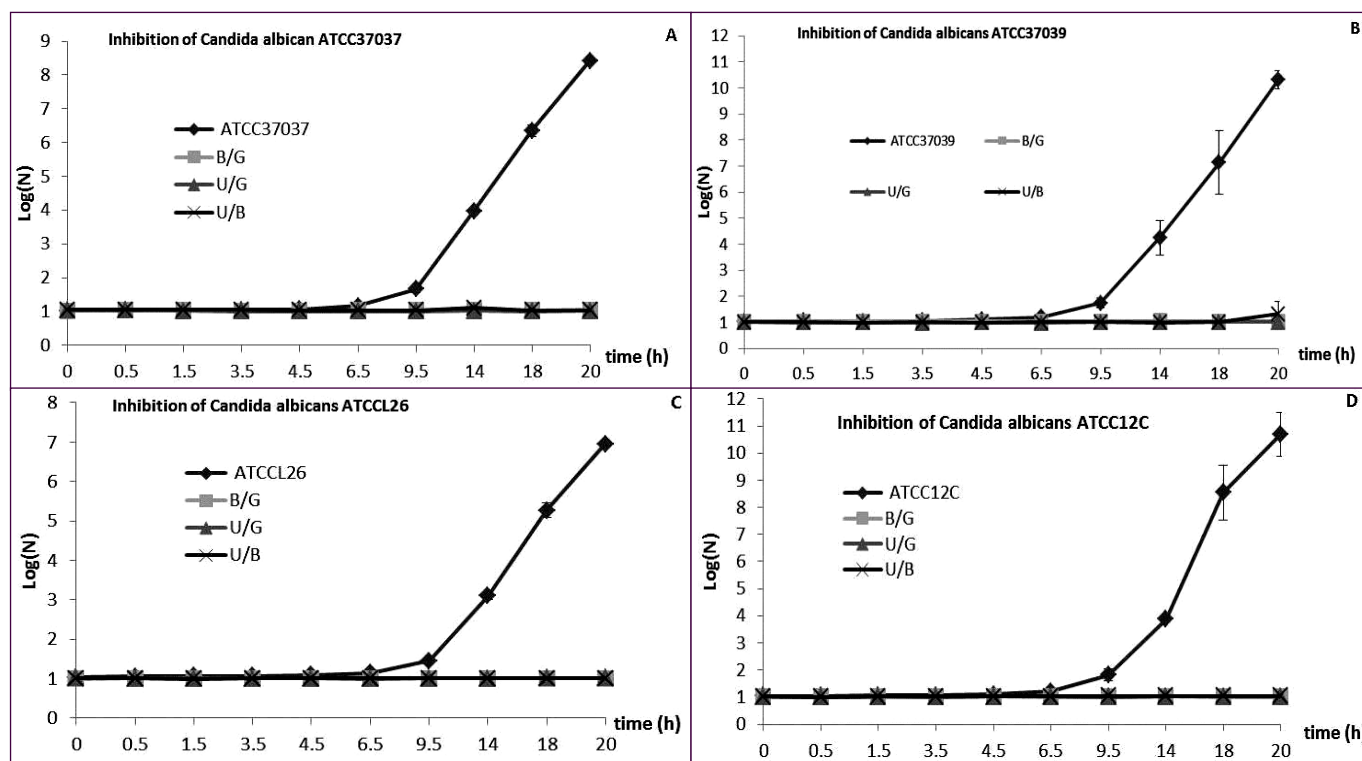 Inhibition of Candida albican ATCC37037
A
Log(N)
9
8
7
6
5
4
3
2
1
0
ATCC37037
B/G
U/G
U/B
time (h)
0 0.5 1.5 3.5 4.5 6.5 9.5 14 18 20
Inhibition of Candida albicans ATCC37039
B
Log(N)
12
11
10
9
8
7
6
5
4
3
2
1
0
ATCC37039 B/G
U/G U/B
time (h)
0 0.5 1.5 3.5 4.5 6.5 9.5 14 18 20
Inhibition of Candida albicans ATCCL26
C
Log(N)
8
7
6
5
4
3
2
1
0
ATCCL26
B/G
U/G
U/B
time (h)
0 0.5 1.5 3.5 4.5 6.5 9.5 14 18 20
Inhibition of Candida albicans ATCC12C
D
Log(N)
12
11
10
9
8
7
6
5
4
3
2
1
0
ATCC12C
B/G
U/G
U/B
time (h
0 0.5 1.5 3.5 4.5 6.5 9.5 14 18 20